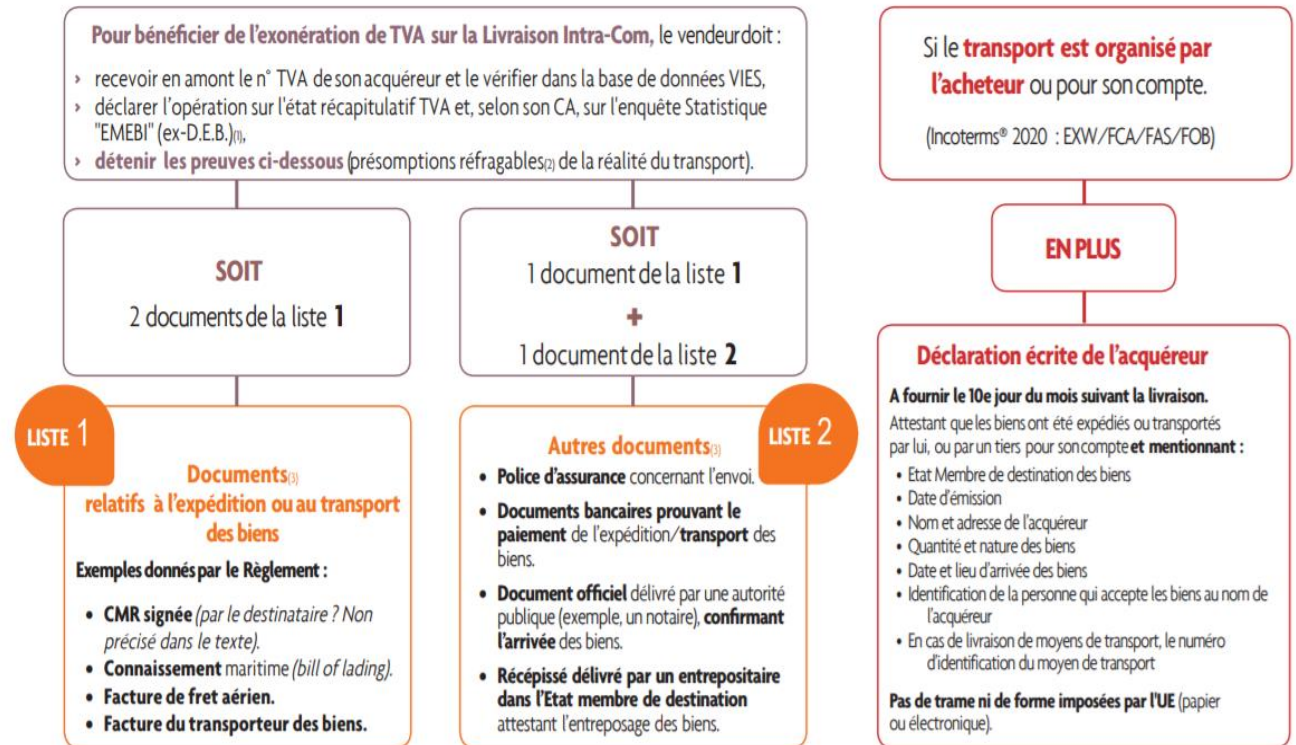 Pour bénéficier de l'exonération de TVA sur la Livraison Intra-Com, le vendeurdoit :
› recevoir en amont le n° TVA de son acquéreur et le vérifier dans la base de données VIES,
› déclarer l'opération sur l'état récapitulatif TVA et, selon son CA, sur l'enquête Statistique
"EMEBI" (ex-D.E.B.)(1),
› détenir les preuves ci-dessous (présomptions réfragables(2) de la réalité du transport).
SOIT
2 documents de la liste 1
SOIT
1 document de la liste 1
+
1 document de la liste 2
LISTE 1
Documents(3)
relatifs à l'expédition ou au transport
des biens
Exemples donnés par le Règlement :
• CMR signée (par le destinataire ? Non
précisé dans le texte).
• Connaissement maritime (bill of lading).
• Facture de fret aérien.
• Facture du transporteur des biens.
LISTE 2
Autres documents(3)
• Police d'assurance concernant l'envoi.
• Documents bancaires prouvant le
paiement de l'expédition/transport des
biens.
• Document officiel délivré par une autorité
publique (exemple, un notaire), confirmant
l'arrivée des biens.
• Récépissé délivré par un entrepositaire
dans l'Etat membre de destination
attestant l'entreposage des biens.
Si le transport est organisé par
l'acheteur ou pour son compte.
(Incoterms® 2020 : EXW/FCA/FAS/FOB)
EN PLUS
Déclaration écrite de l'acquéreur
A fournir le 10e jour du mois suivant la livraison.
Attestant que les biens ont été expédiés ou transportés
par lui, ou par un tiers pour son compte et mentionnant :
• Etat Membre de destination des biens
• Date d'émission
• Nom et adresse de l'acquéreur
• Quantité et nature des biens
• Date et lieu d'arrivée des biens
• Identification de la personne qui accepte les biens au nom de
l'acquéreur
• En cas de livraison de moyens de transport, le numéro
d'identification du moyen de transport
Pas de trame ni de forme imposées par l'UE (papier
ou électronique).